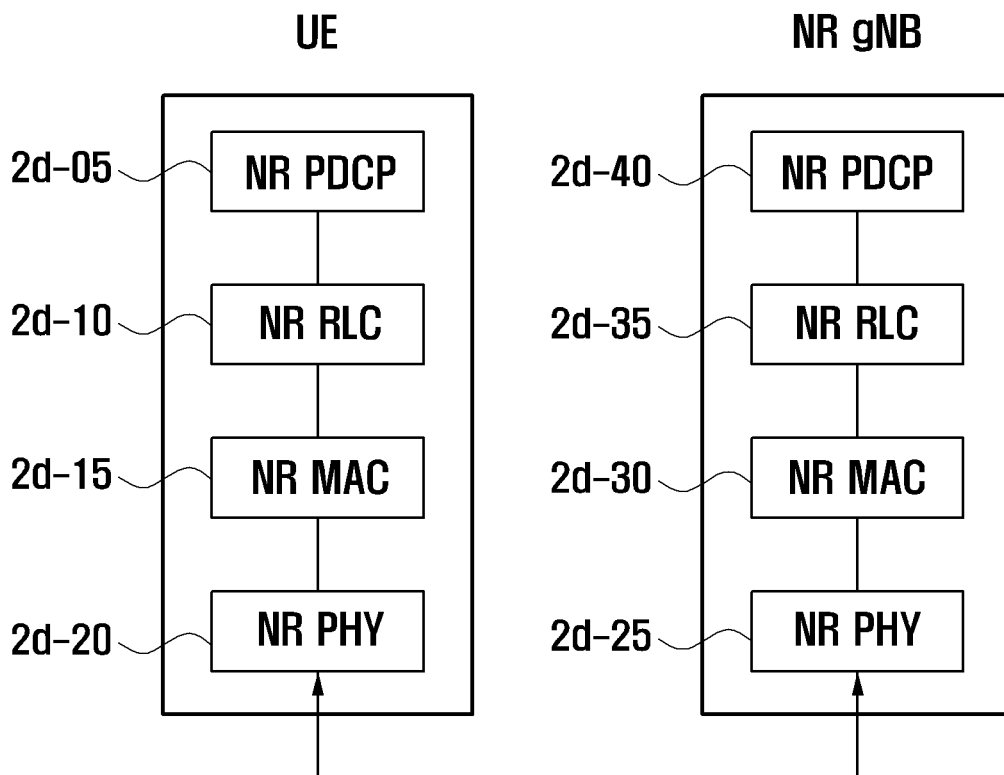 UE
NR gNB
2d-05
NR PDCP
2d-40
NR PDCP
2d-10
NR RLC
2d-35
NR RLC
2d-15
NR MAC
2d-30
NR MAC
2d-20
NR PHY
2d-25
NR PHY